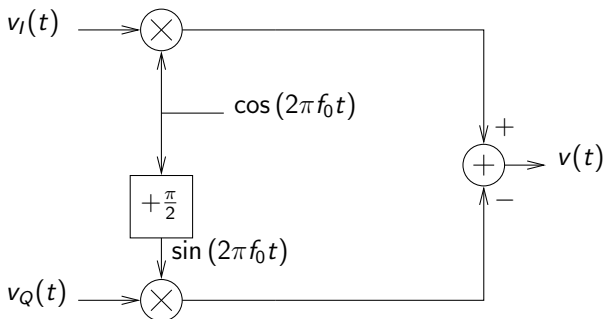 v_I(t)
cos (2πf_0t)
+
+
v(t)
−
+π/2
sin (2πf_0t)
v_Q(t)